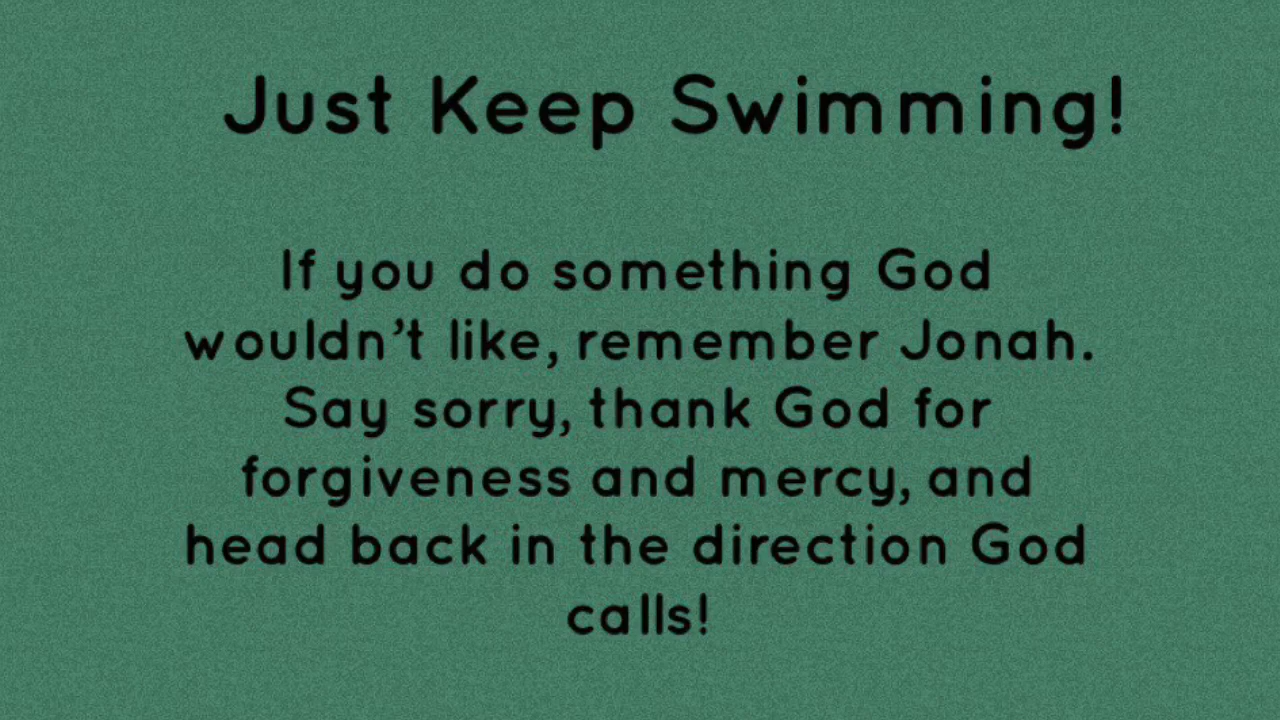 Just Keep Swimming!
If you do something God
wouldn’t like, remember Jonah.
Say sorry, thank God for
forgiveness and mercy, and
head back in the direction God
calls!